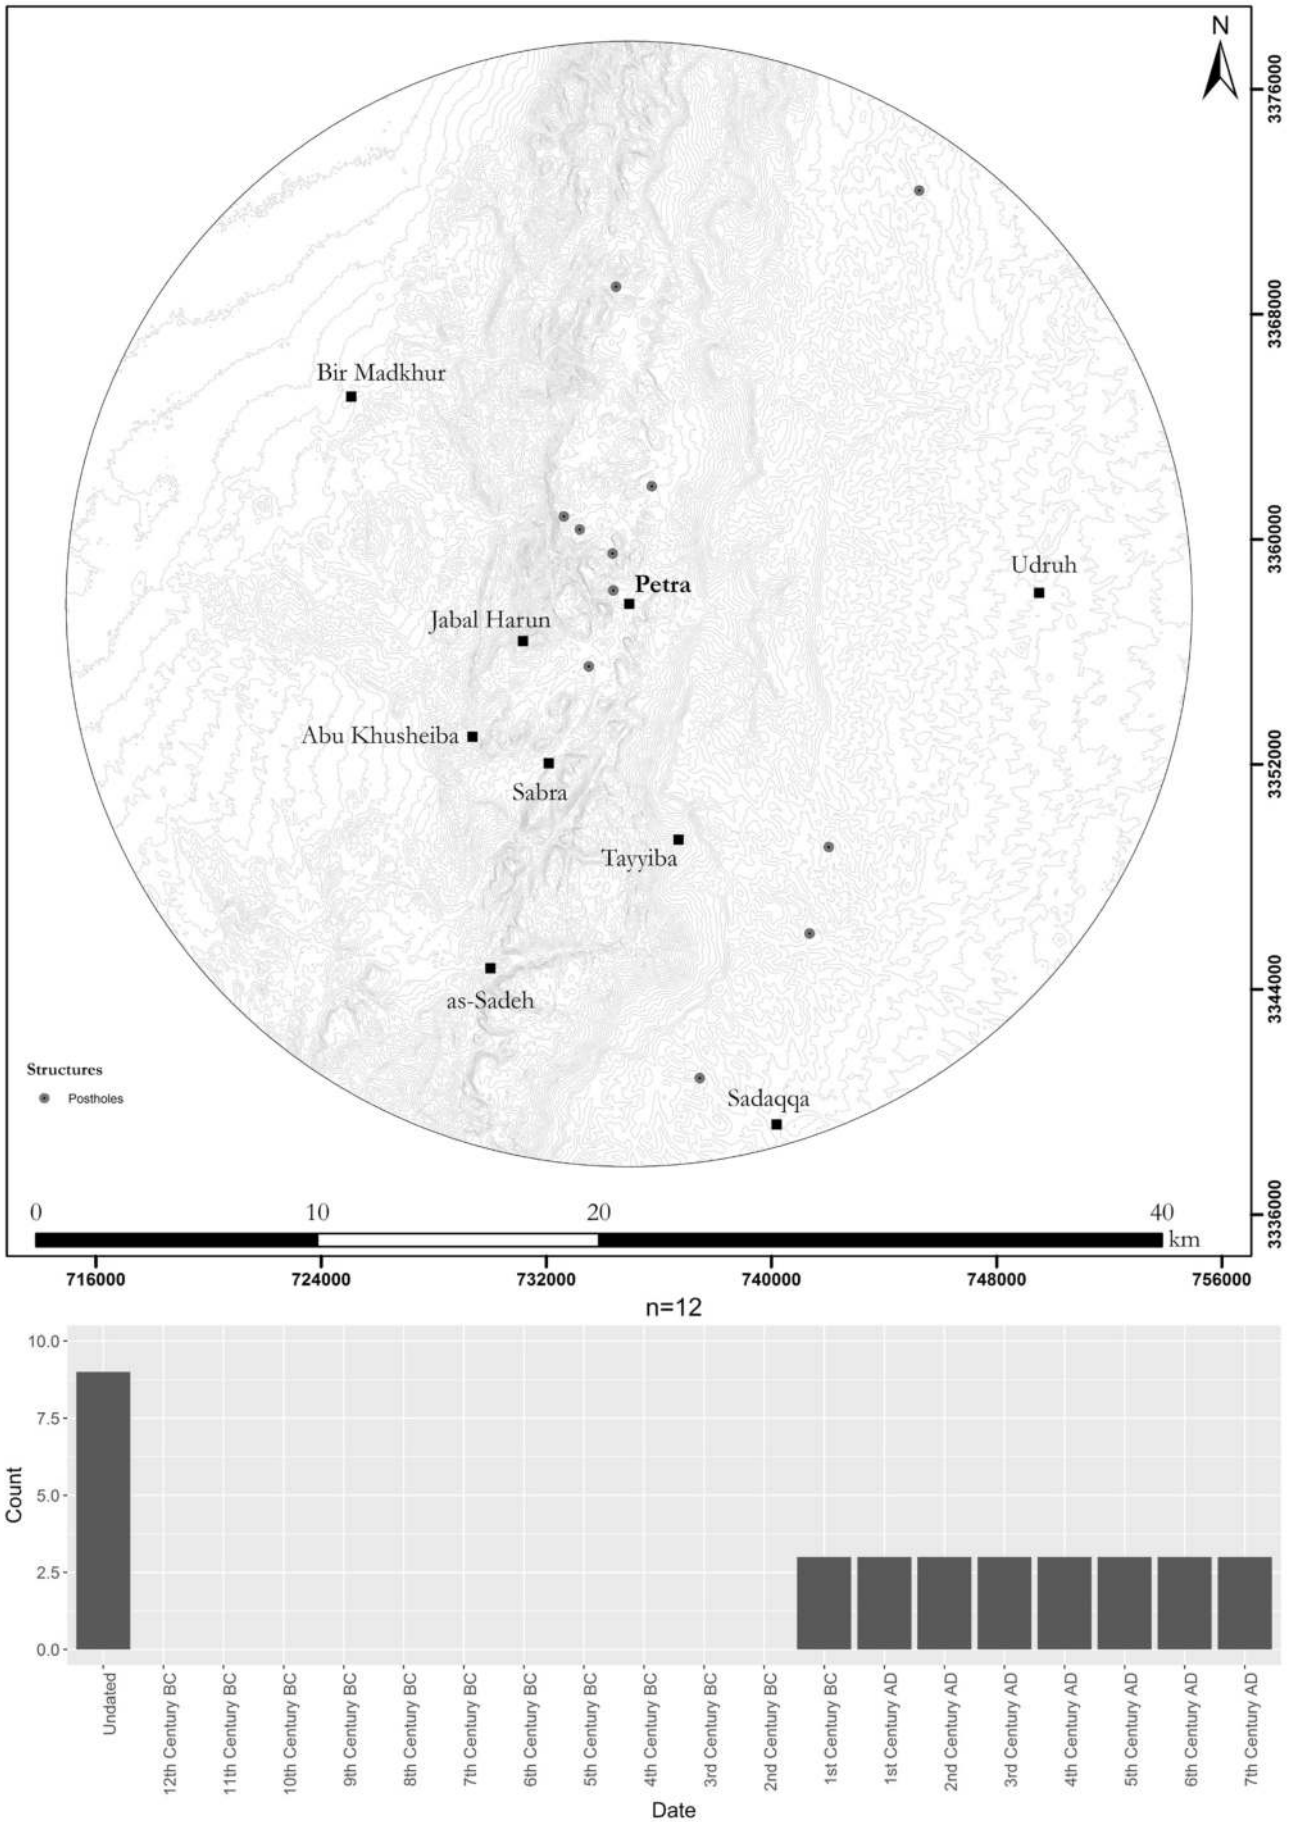 N
3376000
3368000
Bir Madkhur
3360000
Udruh
Petra
Jabal Harun
Abu Khusheiba
3352000
Sabra
Tayyiba
3344000
as-Sadeh
Structures
Postholes
Sadaqqa
3336000
0 10 20 40
km
716000 724000 732000 740000 748000 756000
n=12
10.0
7.5
5.0
2.5
0.0
Count
Undated
12th Century BC
11th Century BC
10th Century BC
9th Century BC
8th Century BC
7th Century BC
6th Century BC
5th Century BC
4th Century BC
3rd Century BC
2nd Century BC
1st Century BC
1st Century AD
2nd Century AD
3rd Century AD
4th Century AD
5th Century AD
6th Century AD
7th Century AD
Date